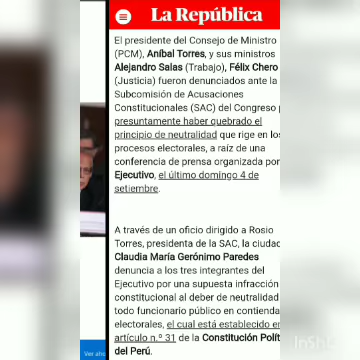 La República
El presidente del Consejo de Ministro
(PCM), Aníbal Torres, y sus ministros
Alejandro Salas (Trabajo), Félix Chero
(Justicia) fueron denunciados ante la
Subcomisión de Acusaciones
Constitucionales (SAC) del Congreso
presuntamente haber quebrado el
principio de neutralidad que rige en los
procesos electorales, a raíz de una
conferencia de prensa organizada por
Ejecutivo, el último domingo 4 de
setiembre.
A través de un oficio dirigido a Rosio
Torres, presidenta de la SAC, la ciudad
Claudia María Gerónimo Paredes
denuncia a los tres integrantes del
Ejecutivo por una supuesta infracción
constitucional al deber de neutralidad
todo funcionario público en contienda
electorales, el cual está establecido en
artículo n.° 31 de la Constitución Polít
del Perú.
Ver aho
InSh